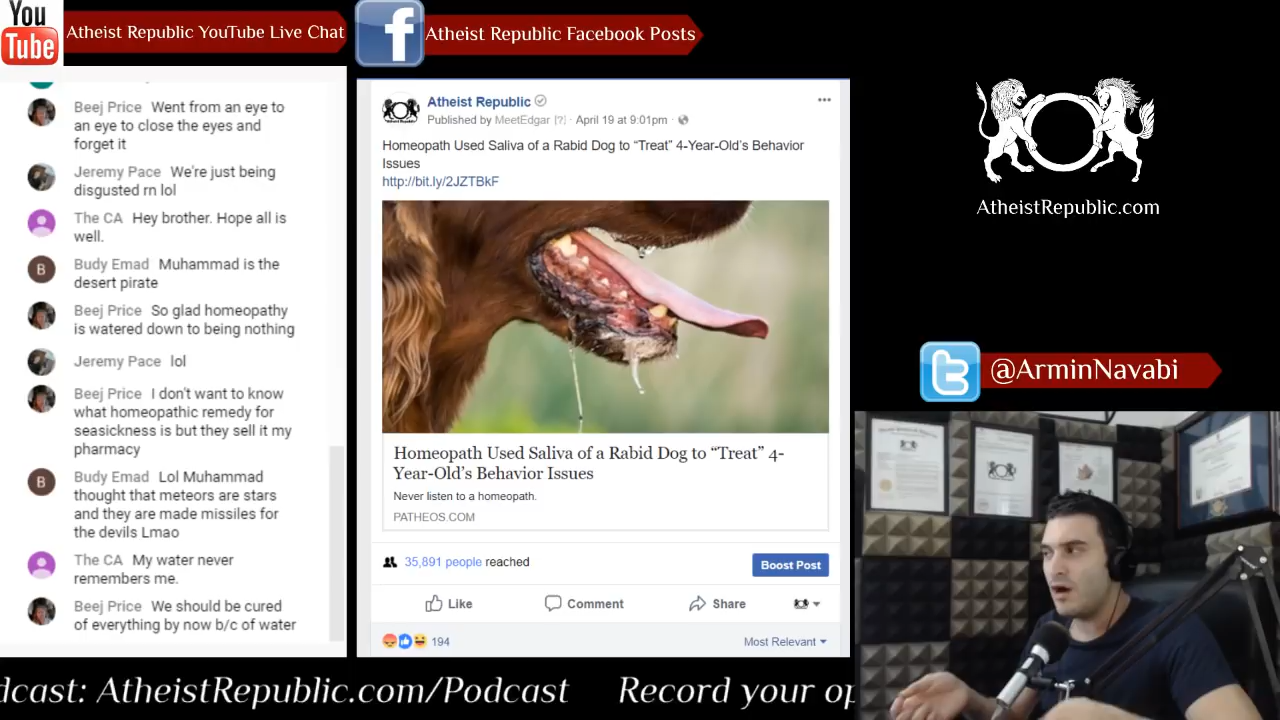 You
Tube
Atheist Republic YouTube Live Chat
Beej Price Went from an eye to
an eye to close the eyes and
forget it
Jeremy Pace We're just being
disgusted rn lol
The CA Hey brother. Hope all is
well.
B
Budy Emad Muhammad is the
desert pirate
Beej Price So glad homeopathy
is watered down to being nothing
Jeremy Pace lol
Beej Price I don't want to know
what homeopathic remedy for
seasickness is but they sell it my
pharmacy
B
Budy Emad Lol Muhammad
thought that meteors are stars
and they are made missiles for
the devils Lmao
The CA My water never
remembers me.
Beej Price We should be cured
of everything by now b/c of water
f
Atheist Republic Facebook Posts
Atheist Republic
Published by MeetEdgar [?] · April 19 at 9:01pm ·
Homeopath Used Saliva of a Rabid Dog to “Treat” 4-Year-Old’s Behavior
Issues
http://bit.ly/2JZTBkF
Homeopath Used Saliva of a Rabid Dog to “Treat” 4-
Year-Old’s Behavior Issues
Never listen to a homeopath.
PATHEOS.COM
35,891 people reached
Boost Post
Like Comment Share
194 Most Relevant
AtheistRepublic.com
@ArminNavabi
dcast: AtheistRepublic.com/Podcast Record your op